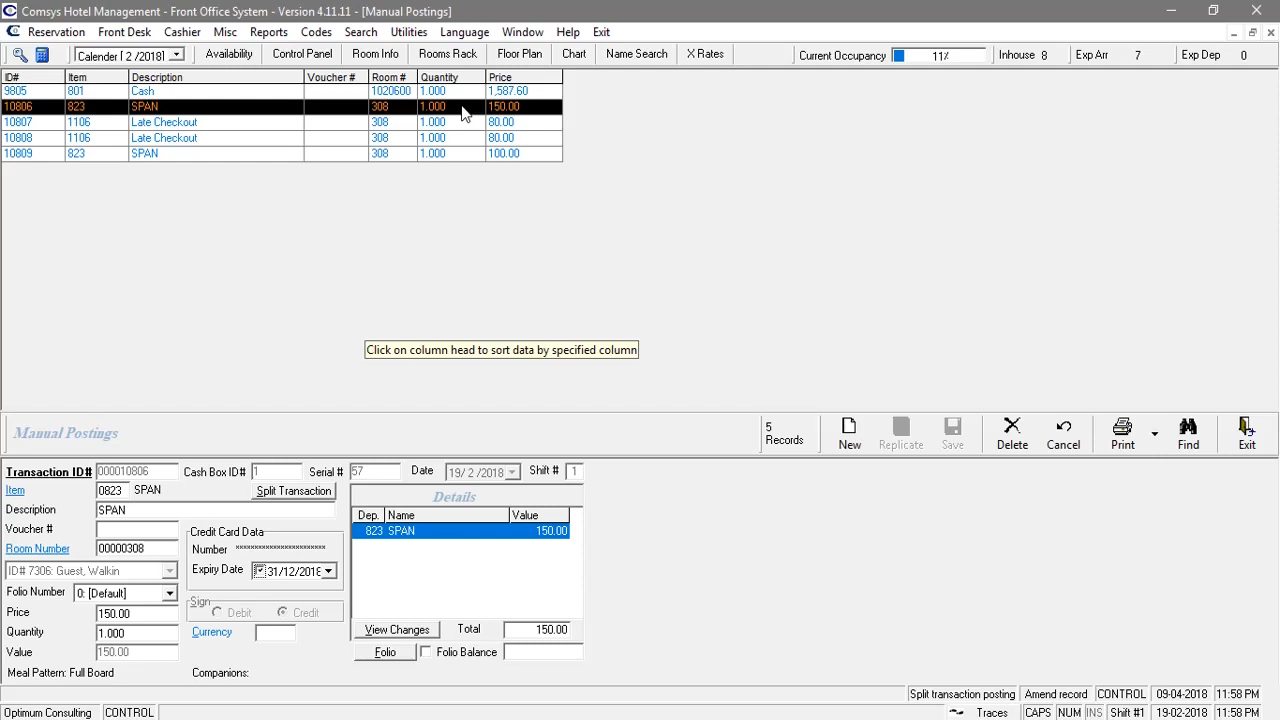 Comsys Hotel Management - Front Office System - Version 4.11.11 - [Manual Postings]
Reservation Front Desk Cashier Misc Reports Codes Search Utilities Language Window Help Exit
Calender [ 2 /2018] Availability Control Panel Room Info Rooms Rack Floor Plan Chart Name Search X Rates Current Occupancy 11% Inhouse 8 Exp Arr 7 Exp Dep 0
ID# Item Description Voucher # Room # Quantity Price
9805 801 Cash 1020600 1.000 1,587.60
10806 823 SPAN 308 1.000 150.00
10807 1106 Late Checkout 308 1.000 80.00
10808 1106 Late Checkout 308 1.000 80.00
10809 823 SPAN 308 1.000 100.00
Click on column head to sort data by specified column
Manual Postings 5 Records New Replicate Save Delete Cancel Print Find Exit
Transaction ID# 000010806 Cash Box ID# 1 Serial # 57 Date 19/ 2 /2018 Shift # 1
Item 0823 SPAN Split Transaction
Details
Description SPAN
Dep. Name Value
823 SPAN 150.00
Voucher #
Credit Card Data
Room Number 00000308
Number ***********************
ID# 7306: Guest, Walkin
Expiry Date 31/12/2018
Folio Number 0: [Default]
Sign
Debit Credit
Price 150.00
Quantity 1.000
Currency
View Changes Total 150.00
Value 150.00
Folio Folio Balance
Meal Pattern: Full Board Companions:
Split transaction posting Amend record CONTROL 09-04-2018 11:58 PM
Optimum Consulting CONTROL Traces CAPS NUM INS Shift #1 19-02-2018 11:58 PM